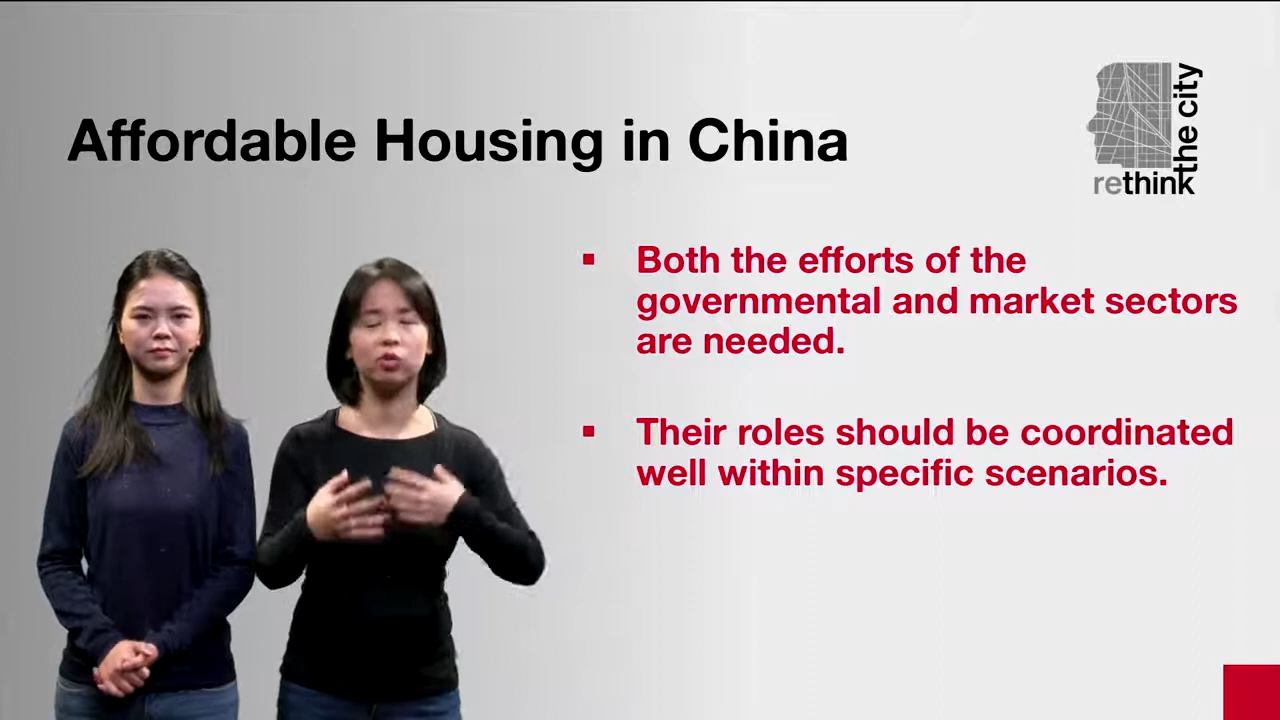 Affordable Housing in China
rethink
the city
▪ Both the efforts of the
governmental and market sectors
are needed.
▪ Their roles should be coordinated
well within specific scenarios.